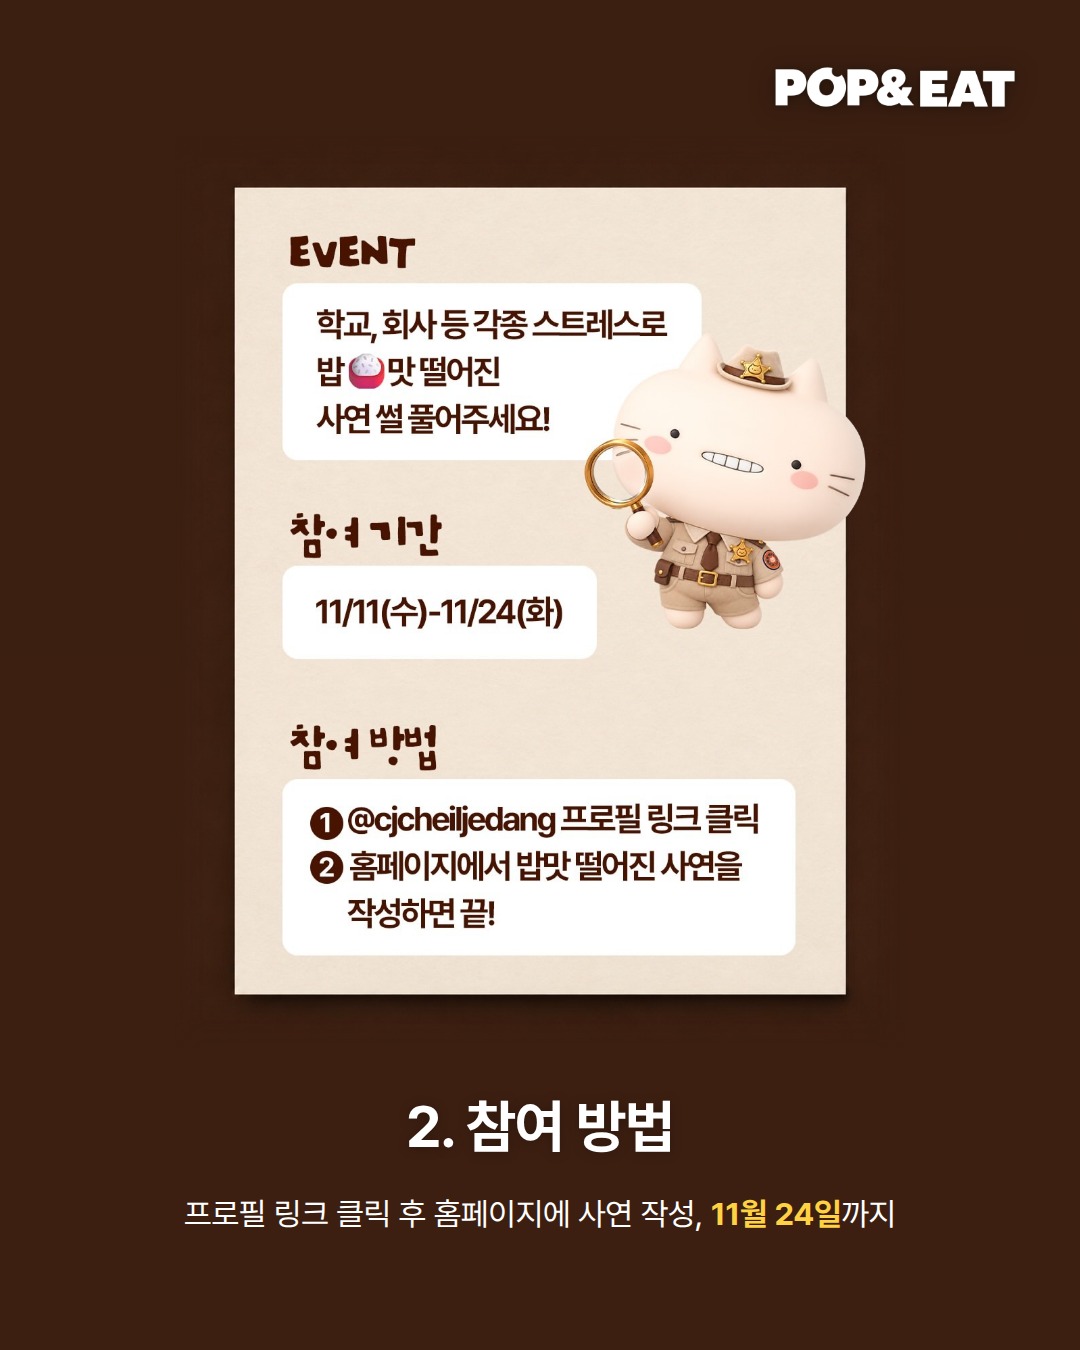 POP& EAT
EVENT
학교, 회사 등 각종 스트레스로
밥🍚맛 떨어진
사연 썰 풀어주세요!
참여 기간
11/11(수)-11/24(화)
참여 방법
❶ @cjcheiljedang 프로필 링크 클릭
❷ 홈페이지에서 밥맛 떨어진 사연을
작성하면 끝!
2. 참여 방법
프로필 링크 클릭 후 홈페이지에 사연 작성, 11월 24일까지